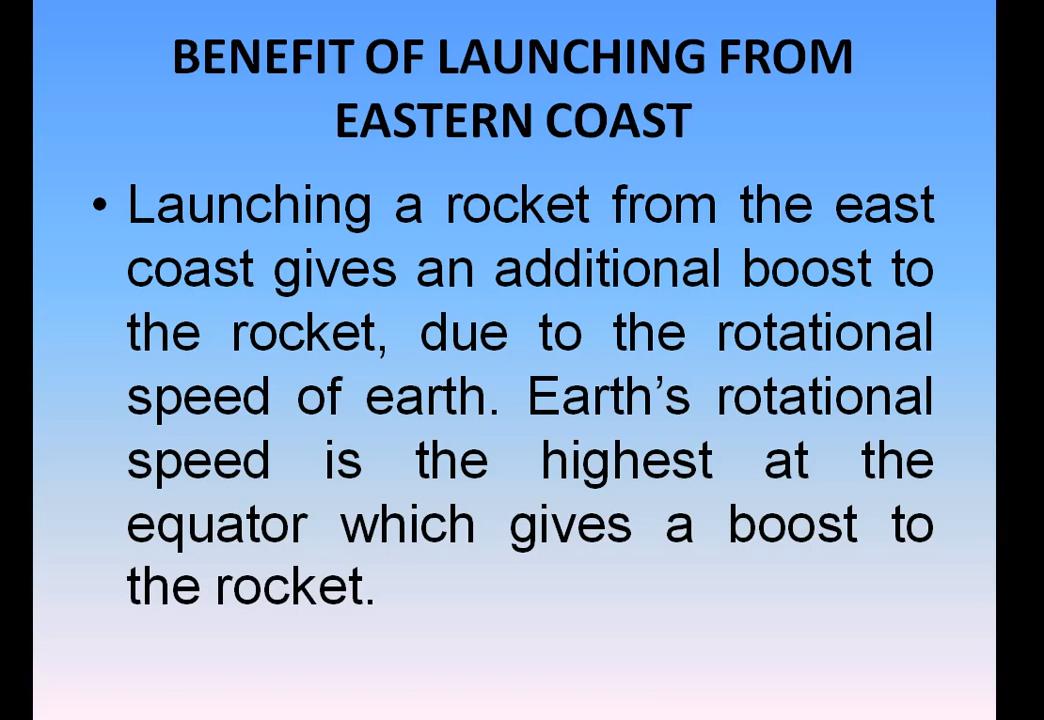 BENEFIT OF LAUNCHING FROM
EASTERN COAST
• Launching a rocket from the east
coast gives an additional boost to
the rocket, due to the rotational
speed of earth. Earth’s rotational
speed is the highest at the
equator which gives a boost to
the rocket.